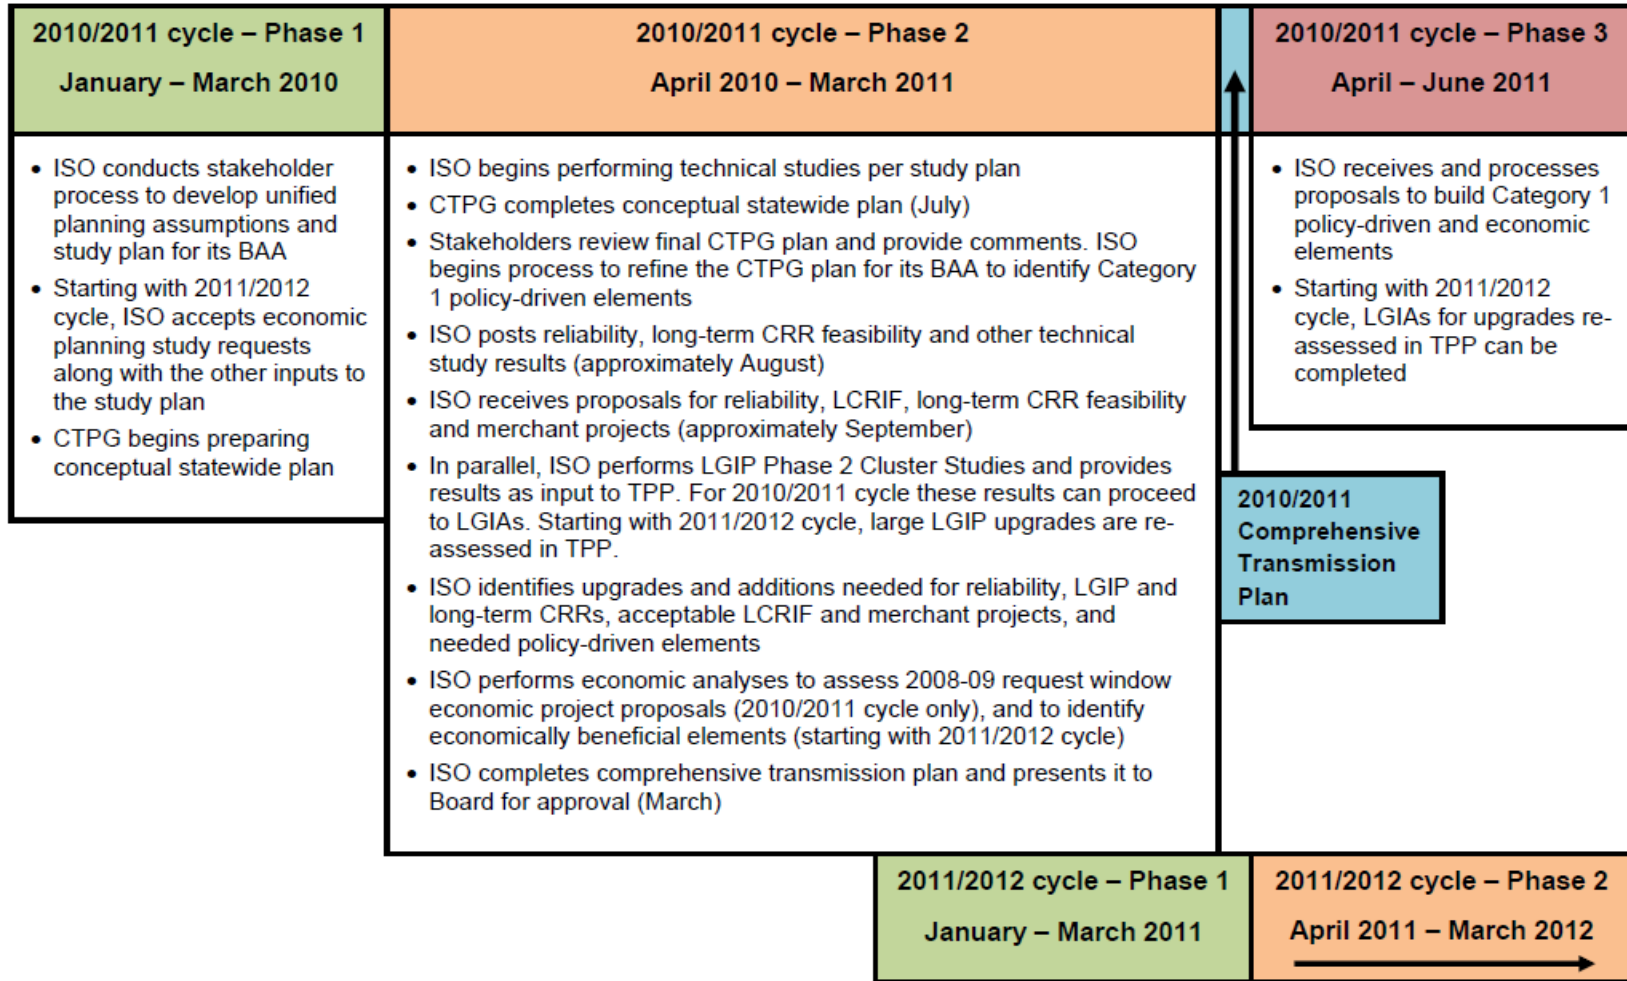 2010/2011 cycle – Phase 1
January – March 2010
• ISO conducts stakeholder
process to develop unified
planning assumptions and
study plan for its BAA
• Starting with 2011/2012
cycle, ISO accepts economic
planning study requests
along with the other inputs to
the study plan
• CTPG begins preparing
conceptual statewide plan
2010/2011 cycle – Phase 2
April 2010 – March 2011
• ISO begins performing technical studies per study plan
• CTPG completes conceptual statewide plan (July)
• Stakeholders review final CTPG plan and provide comments. ISO
begins process to refine the CTPG plan for its BAA to identify Category
1 policy-driven elements
• ISO posts reliability, long-term CRR feasibility and other technical
study results (approximately August)
• ISO receives proposals for reliability, LCRIF, long-term CRR feasibility
and merchant projects (approximately September)
• In parallel, ISO performs LGIP Phase 2 Cluster Studies and provides
results as input to TPP. For 2010/2011 cycle these results can proceed
to LGIAs. Starting with 2011/2012 cycle, large LGIP upgrades are re-
assessed in TPP.
• ISO identifies upgrades and additions needed for reliability, LGIP and
long-term CRRs, acceptable LCRIF and merchant projects, and
needed policy-driven elements
• ISO performs economic analyses to assess 2008-09 request window
economic project proposals (2010/2011 cycle only), and to identify
economically beneficial elements (starting with 2011/2012 cycle)
• ISO completes comprehensive transmission plan and presents it to
Board for approval (March)
2010/2011 cycle – Phase 3
April – June 2011
• ISO receives and processes
proposals to build Category 1
policy-driven and economic
elements
• Starting with 2011/2012
cycle, LGIAs for upgrades re-
assessed in TPP can be
completed
2010/2011
Comprehensive
Transmission
Plan
2011/2012 cycle – Phase 1
January – March 2011
2011/2012 cycle – Phase 2
April 2011 – March 2012